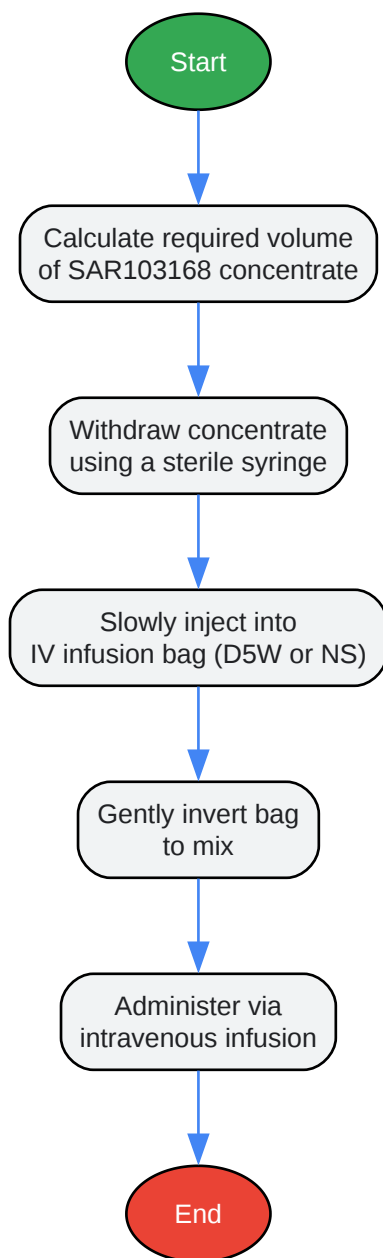 Start
Calculate required volume
of SAR103168 concentrate
Withdraw concentrate
using a sterile syringe
Slowly inject into
IV infusion bag (D5W or NS)
Gently invert bag
to mix
Administer via
intravenous infusion
End